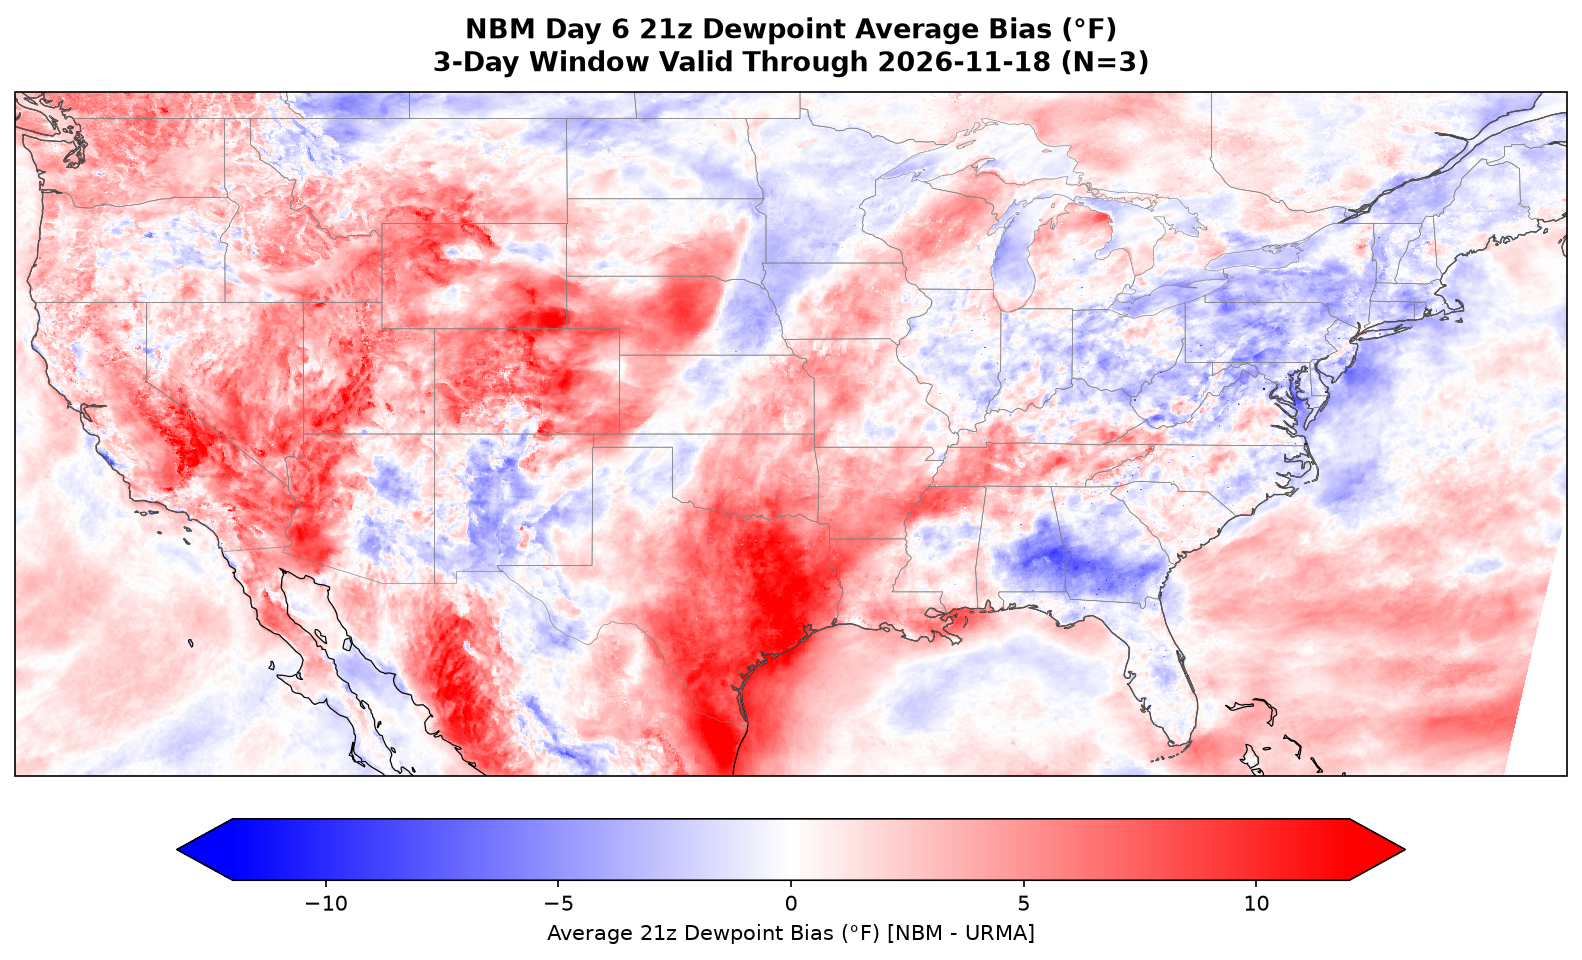 NBM Day 6 21z Dewpoint Average Bias (°F)
3-Day Window Valid Through 2026-11-18 (N=3)
−10 −5 0 5 10
Average 21z Dewpoint Bias (°F) [NBM - URMA]